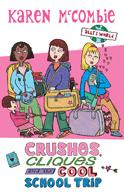 KAREN McCOMBIE
ALLY'S WORLD
CRUSHES,
CLIQUES
AND THE COOL
SCHOOL TRIP